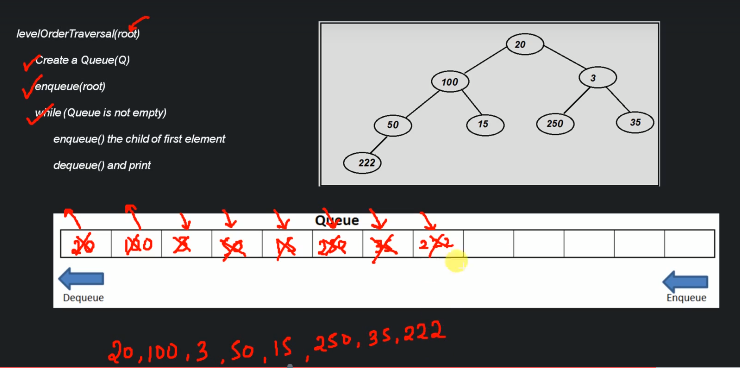 levelOrderTraversal(root)
Create a Queue(Q)
enqueue(root)
while (Queue is not empty)
enqueue() the child of first element
dequeue() and print
20
100
3
50
15
250
35
222
Queue
20 100 3 50 15 250 35 222
Dequeue
Enqueue
20, 100, 3, 50, 15, 250, 35, 222